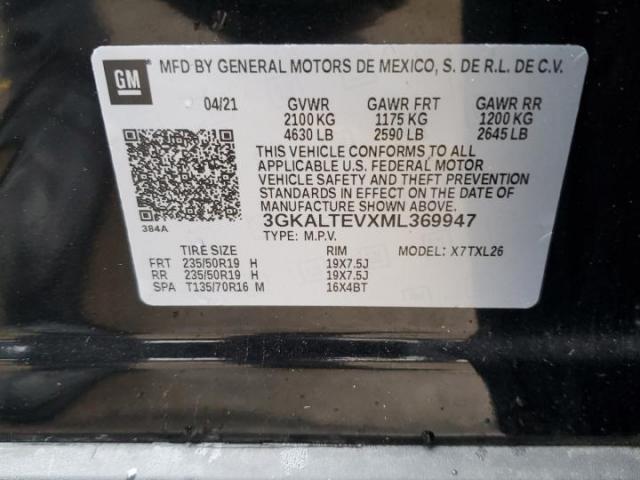 GM MFD BY GENERAL MOTORS DE MEXICO, S. DE R.L. DE C.V.
04/21 GVWR GAWR FRT GAWR RR
2100 KG 1175 KG 1200 KG
4630 LB 2590 LB 2645 LB
THIS VEHICLE CONFORMS TO ALL
APPLICABLE U.S. FEDERAL MOTOR
VEHICLE SAFETY AND THEFT PREVENTION
STANDARDS IN EFFECT ON THE DATE OF
MANUFACTURE SHOWN ABOVE.
384A
3GKALTEVXML369947
TYPE: M.P.V. MODEL: X7TXL26
TIRE SIZE RIM
FRT 235/50R19 H 19X7.5J
RR 235/50R19 H 19X7.5J
SPA T135/70R16 M 16X4BT